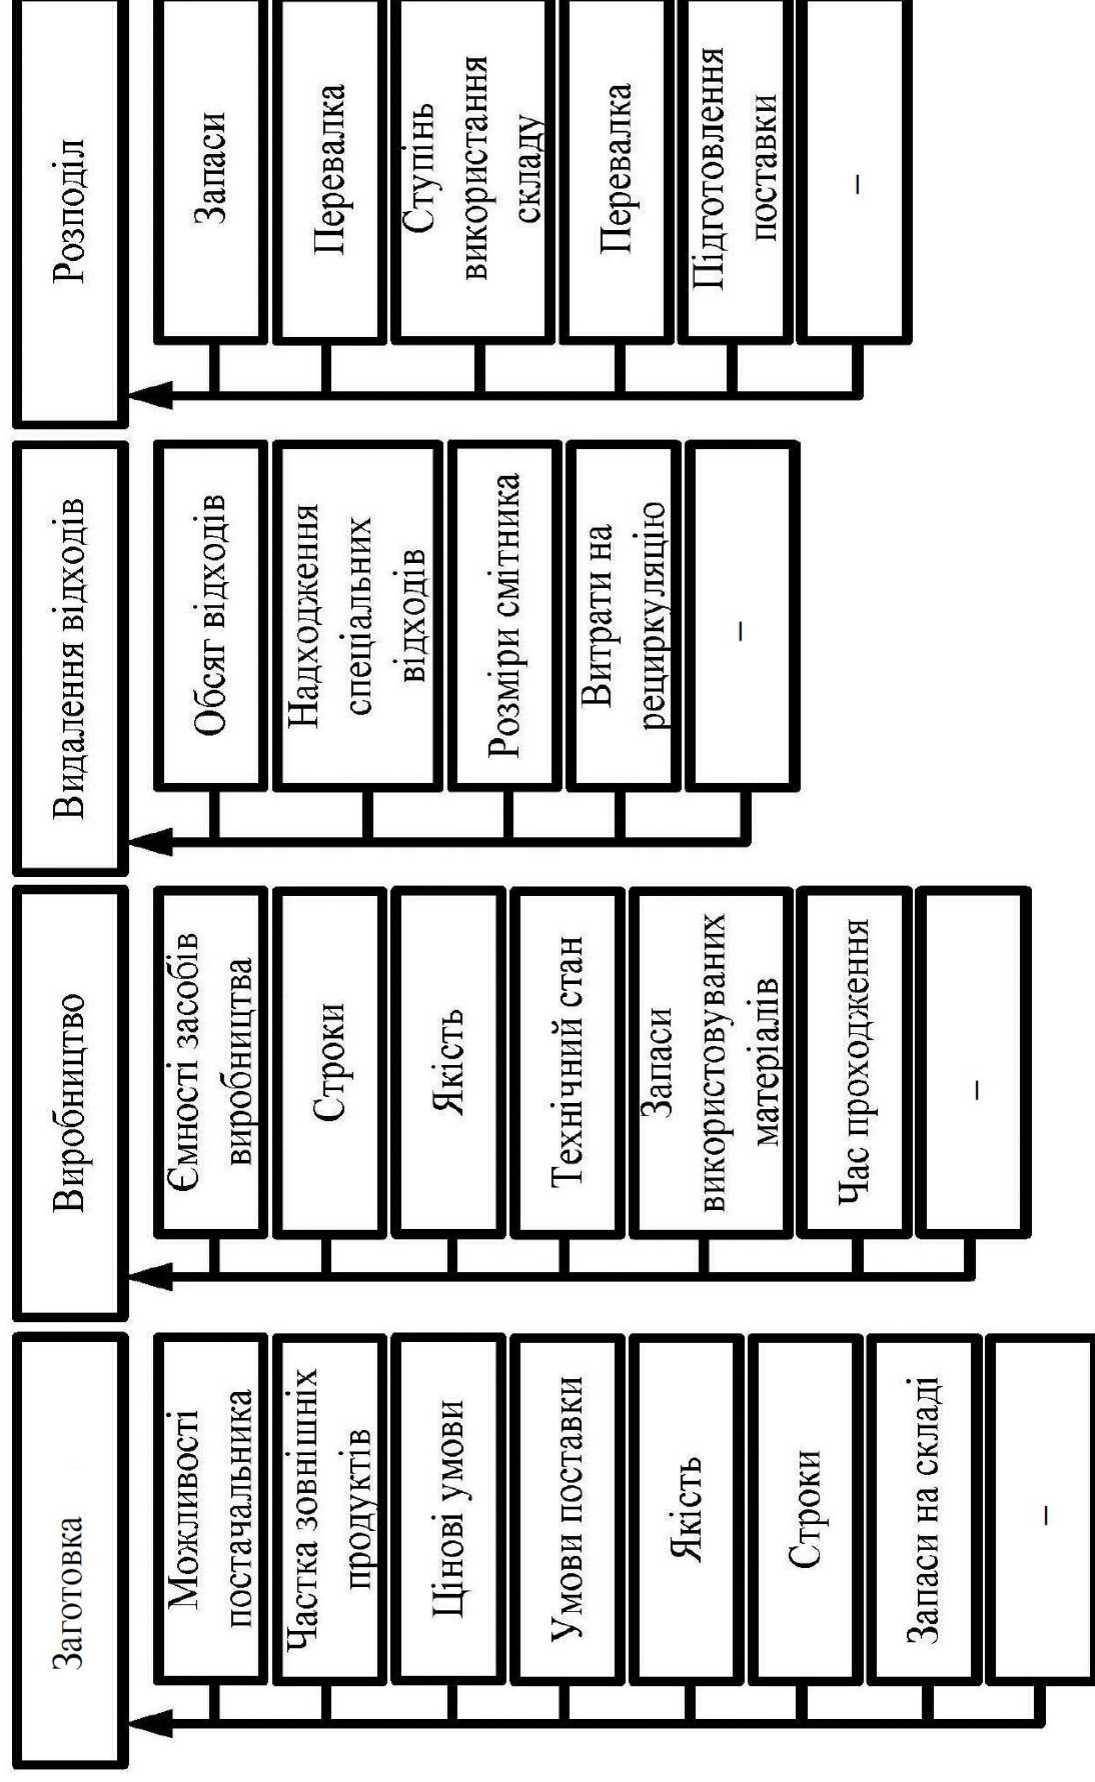 Заготовка
Можливості
постачальника
Частка зовнішніх
продуктів
Цінові умови
Умови поставки
Якість
Строки
Запаси на складі
–
Виробництво
Ємності засобів
виробництва
Строки
Якість
Технічний стан
Запаси
використовуваних
матеріалів
Час проходження
–
Видалення відходів
Обсяг відходів
Надходження
спеціальних
відходів
Розміри смітника
Витрати на
рециркуляцію
–
Розподіл
Запаси
Перевалка
Ступінь
використання
складу
Перевалка
Підготовлення
поставки
–